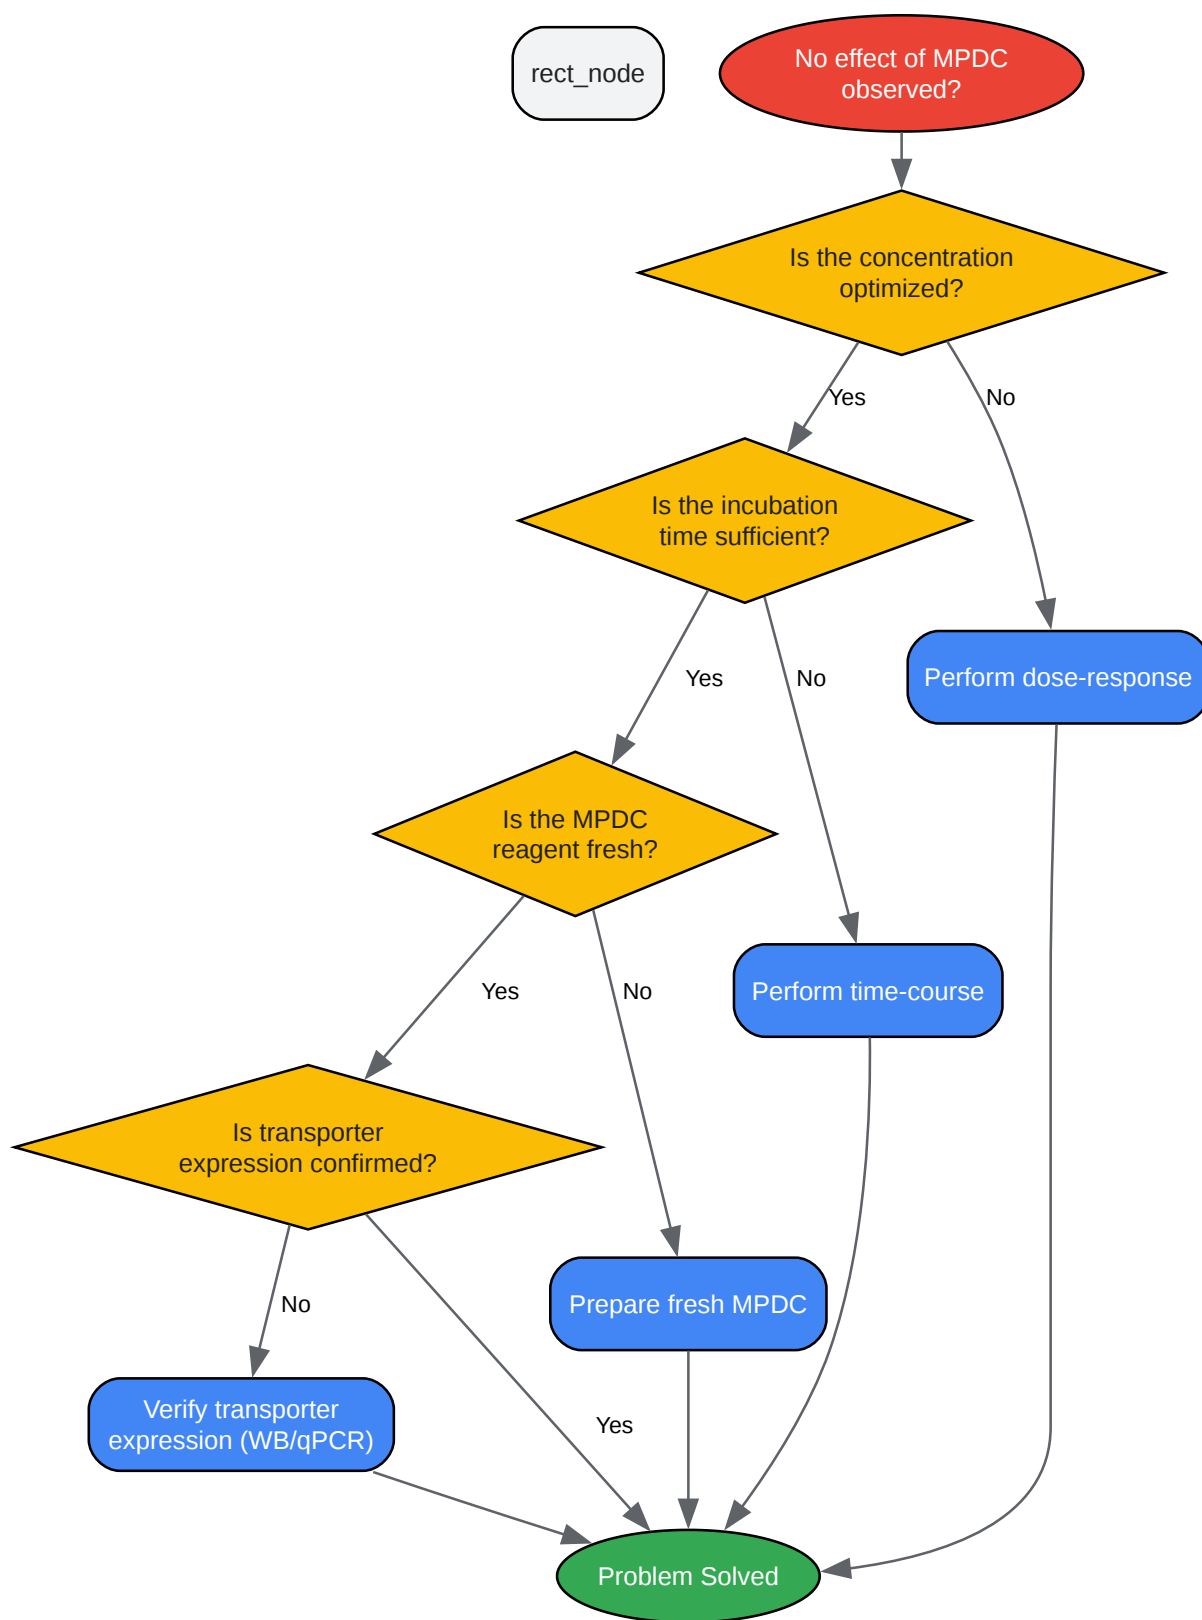 rect_node
No effect of MPDC
observed?
Is the concentration
optimized?
Yes
No
Is the incubation
time sufficient?
Yes
No
Perform dose-response
Is the MPDC
reagent fresh?
Yes
No
Perform time-course
Is transporter
expression confirmed?
No
Prepare fresh MPDC
Verify transporter
expression (WB/qPCR)
Yes
Problem Solved